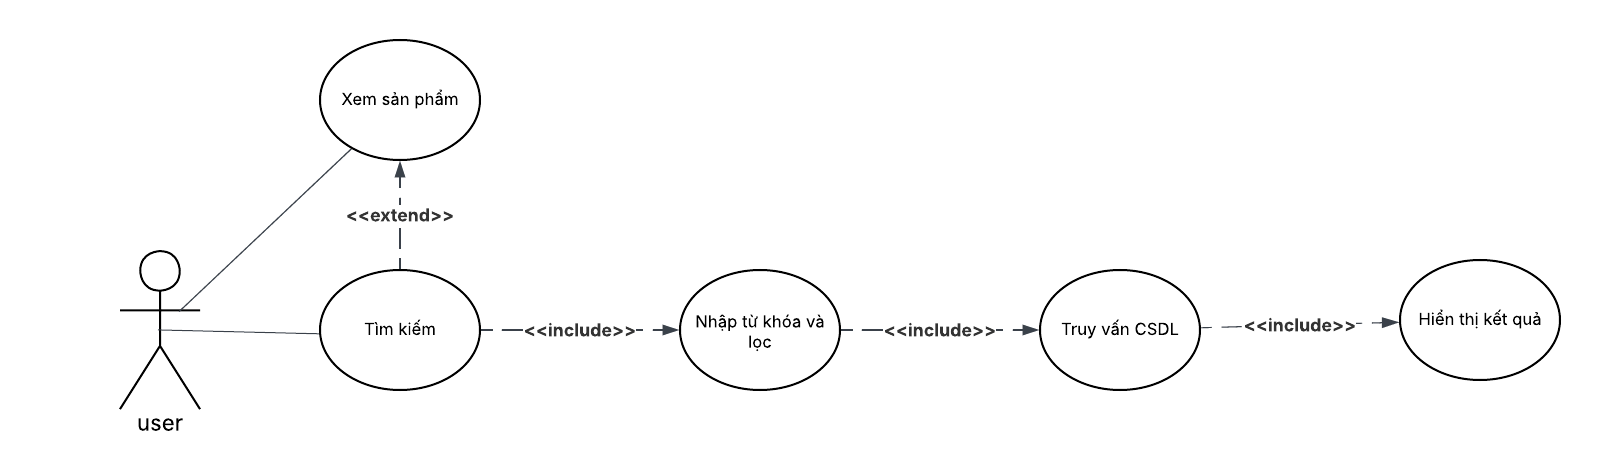 Xem sản phẩm
<<extend>>
Tìm kiếm
<<include>>
Nhập từ khóa và
lọc
<<include>>
Truy vấn CSDL
<<include>>
Hiển thị kết quả
user